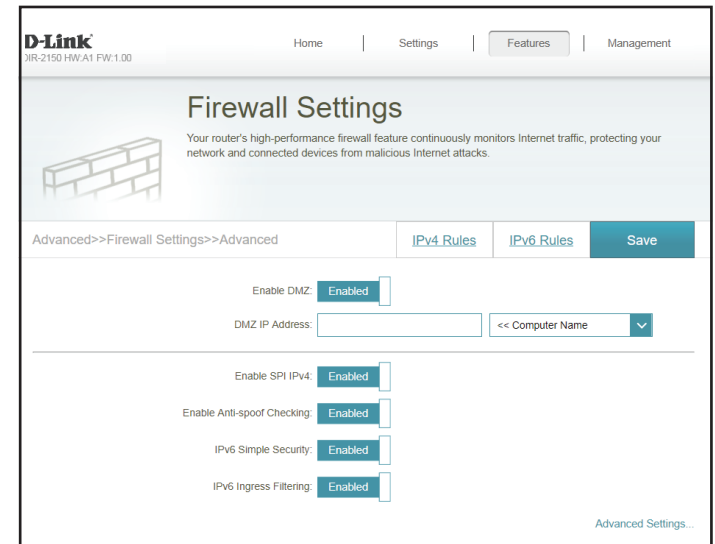 D-Link
DIR-2150 HW:A1 FW:1.00
Home
Settings
Features
Management
Firewall Settings
Your router's high-performance firewall feature continuously monitors Internet traffic, protecting your
network and connected devices from malicious Internet attacks.
Advanced>>Firewall Settings>>Advanced
IPv4 Rules
IPv6 Rules
Save
Enable DMZ: Enabled
DMZ IP Address: << Computer Name
Enable SPI IPv4: Enabled
Enable Anti-spoof Checking: Enabled
IPv6 Simple Security: Enabled
IPv6 Ingress Filtering: Enabled
Advanced Settings...